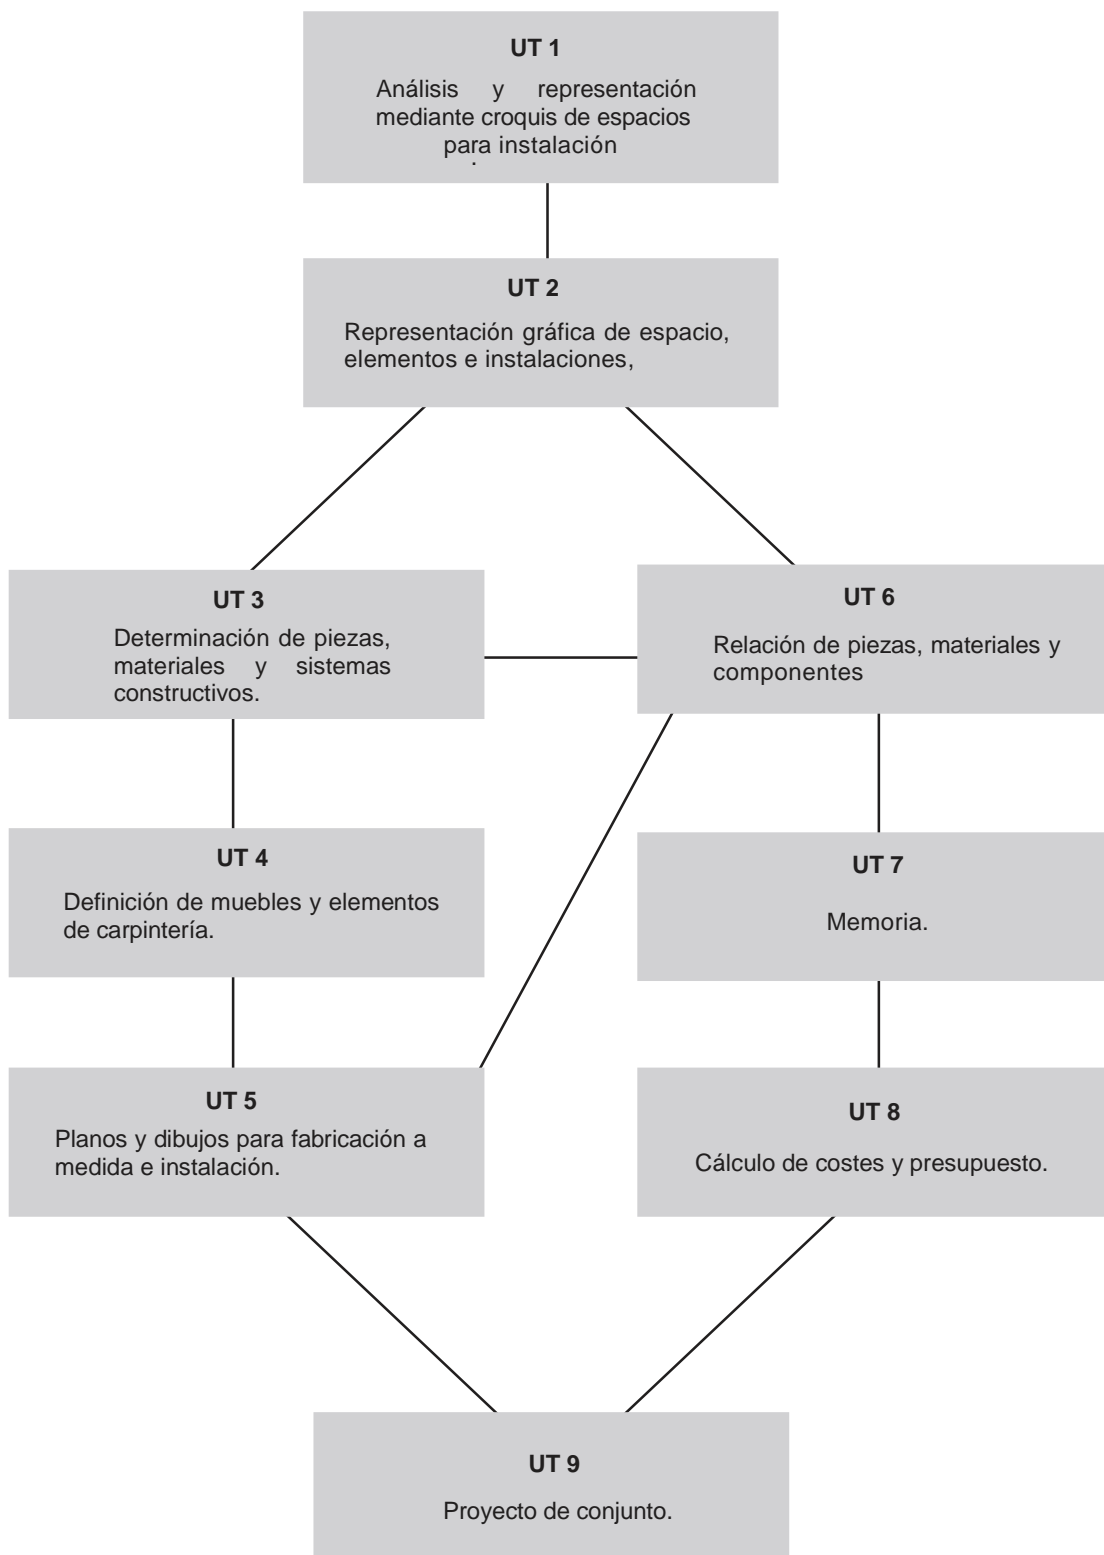 UT 1
Análisis y representación
mediante croquis de espacios
para instalación
UT 2
Representación gráfica de espacio,
elementos e instalaciones,
UT 3
Determinación de piezas,
materiales y sistemas
constructivos.
UT 6
Relación de piezas, materiales y
componentes
UT 4
Definición de muebles y elementos
de carpintería.
UT 7
Memoria.
UT 5
Planos y dibujos para fabricación a
medida e instalación.
UT 8
Cálculo de costes y presupuesto.
UT 9
Proyecto de conjunto.